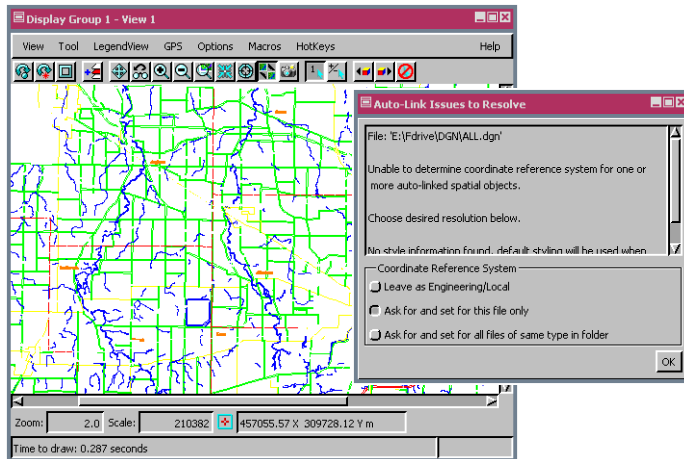 Display Group 1 - View 1
View Tool LegendView GPS Options Macros HotKeys Help
Auto-Link Issues to Resolve
File: 'E:\Fdrive\DGN\ALL.dgn'
Unable to determine coordinate reference system for one or
more auto-linked spatial objects.
Choose desired resolution below.
No style information found, default styling will be used when
Coordinate Reference System
Leave as Engineering/Local
Ask for and set for this file only
Ask for and set for all files of same type in folder
OK
Zoom: 2.0 Scale: 210382 457055.57 X 309728.12 Y m
Time to draw: 0.287 seconds